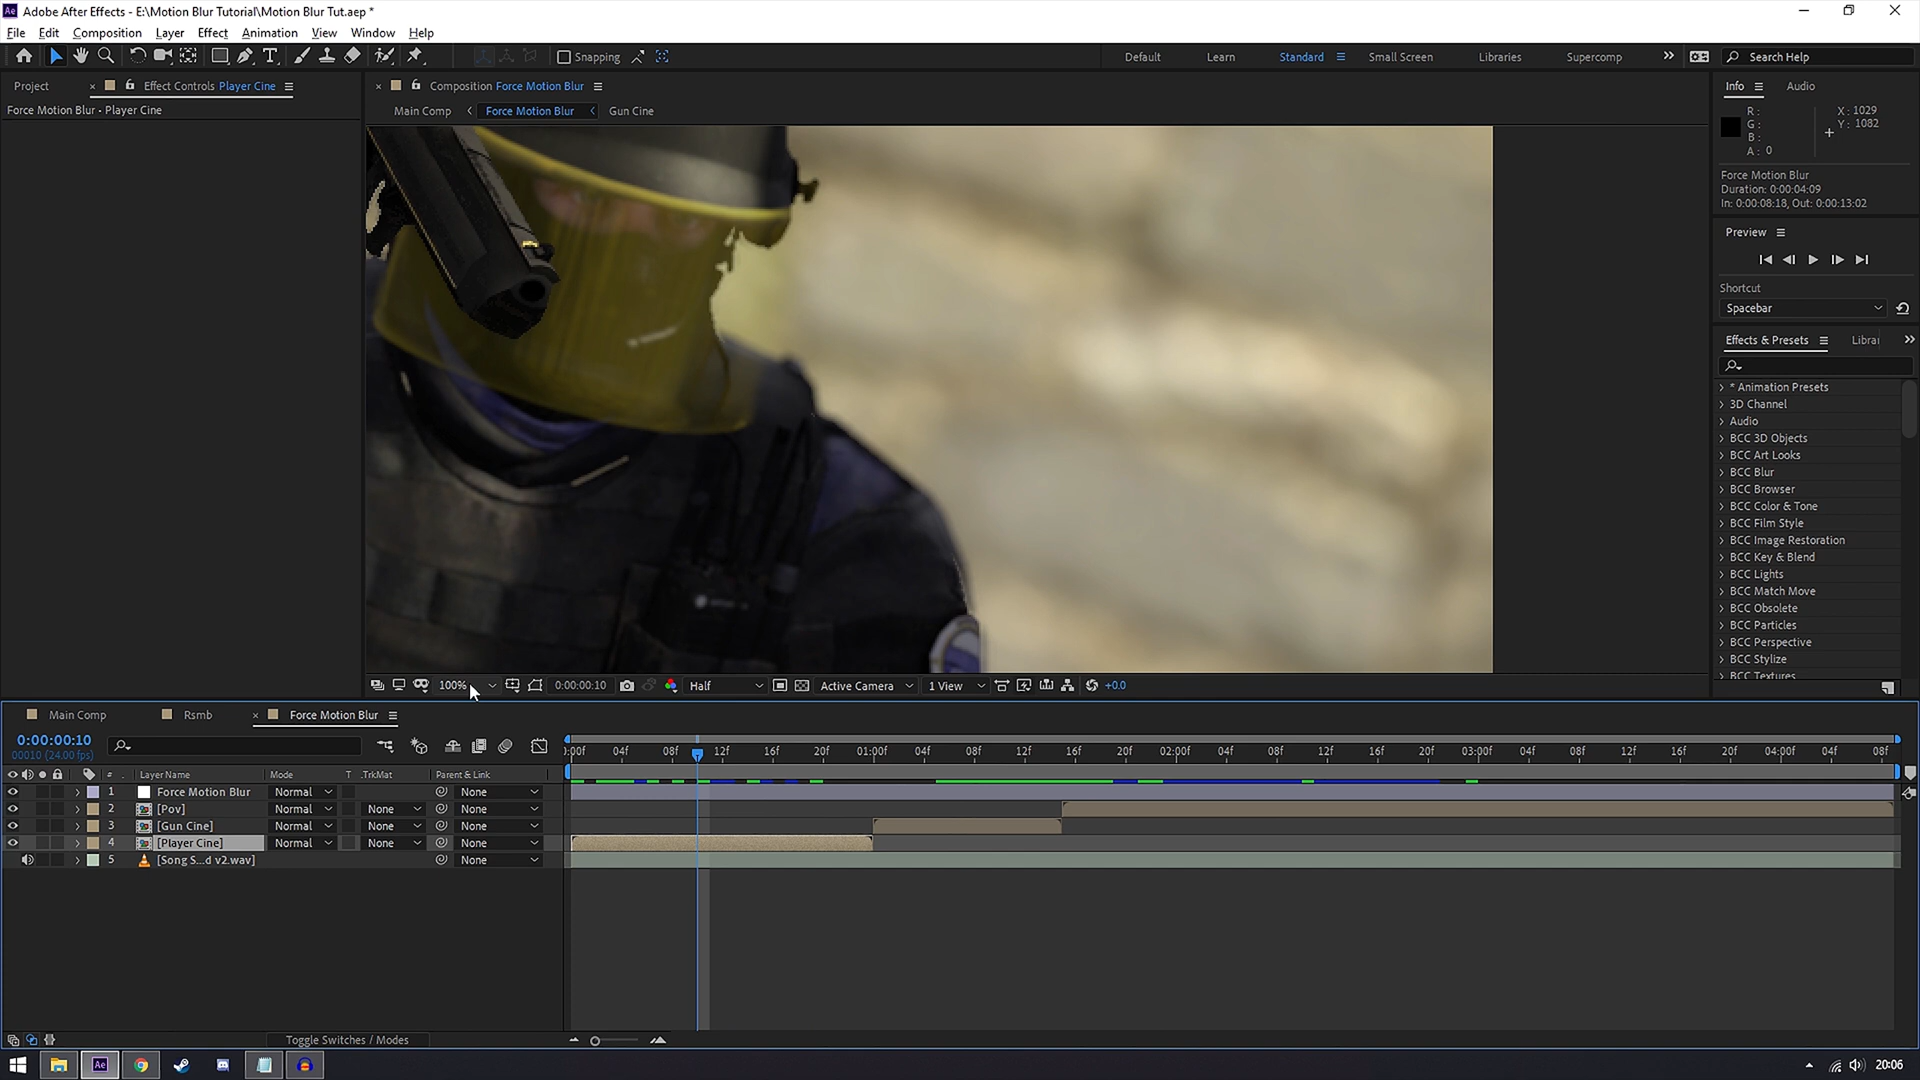 Adobe After Effects - E:\Motion Blur Tutorial\Motion Blur Tut.aep *
File Edit Composition Layer Effect Animation View Window Help
Snapping
Default Learn Standard Small Screen Libraries Supercomp Search Help
Project Effect Controls Player Cine
Force Motion Blur - Player Cine
Composition Force Motion Blur
Main Comp Force Motion Blur Gun Cine
Info Audio
R:
G:
B:
A: 0
X: 1029
Y: 1082
Force Motion Blur
Duration: 0:00:04:09
In: 0:00:08:18, Out: 0:00:13:02
Preview
Shortcut
Spacebar
Effects & Presets Librar
* Animation Presets
3D Channel
Audio
BCC 3D Objects
BCC Art Looks
BCC Blur
BCC Browser
BCC Color & Tone
BCC Film Style
BCC Image Restoration
BCC Key & Blend
BCC Lights
BCC Match Move
BCC Obsolete
BCC Particles
BCC Perspective
BCC Stylize
BCC Textures
100% 0:00:00:10 Half Active Camera 1 View +0.0
Main Comp Rsmb Force Motion Blur
0:00:00:10
00010 (24.00 fps)
:00f 04f 08f 12f 16f 20f 01:00f 04f 08f 12f 16f 20f 02:00f 04f 08f 12f 16f 20f 03:00f 04f 08f 12f 16f 20f 04:00f 04f 08f
# Layer Name Mode T .TrkMat Parent & Link
1 Force Motion Blur Normal None
2 [Pov] Normal None None
3 [Gun Cine] Normal None None
4 [Player Cine] Normal None None
5 [Song S...d v2.wav] None
Toggle Switches / Modes
Ae 20:06